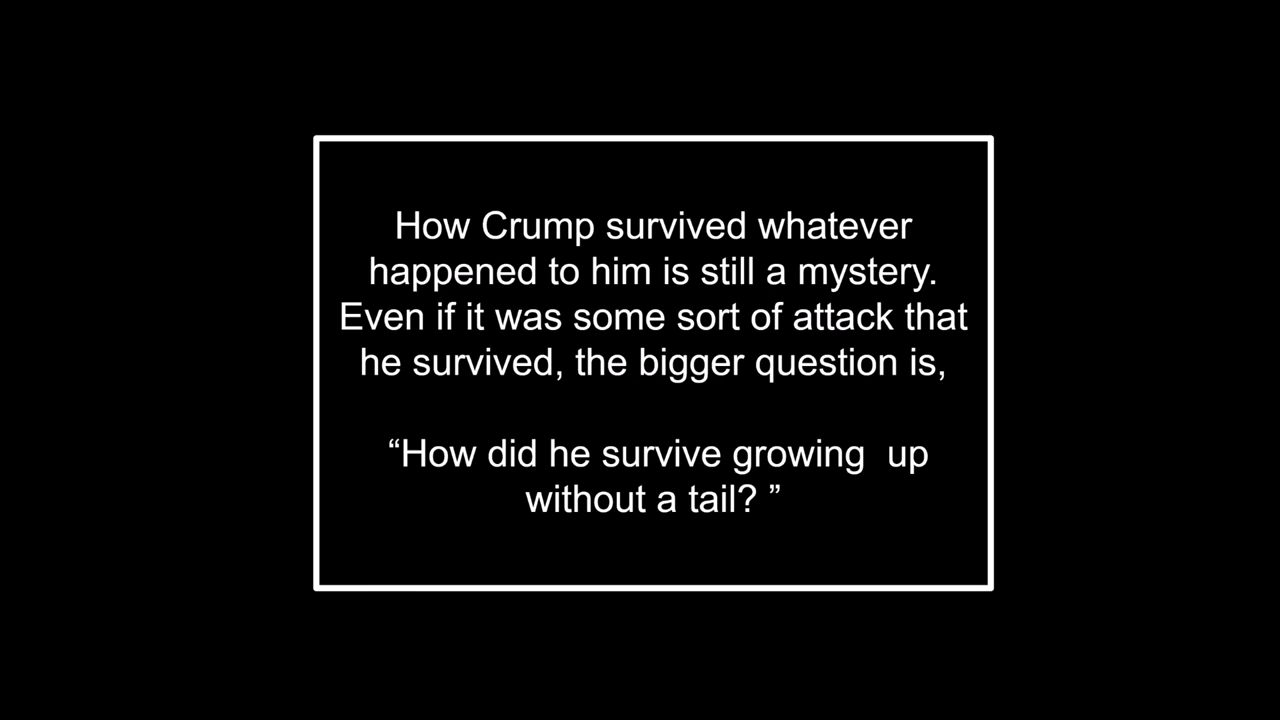 How Crump survived whatever
happened to him is still a mystery.
Even if it was some sort of attack that
he survived, the bigger question is,
“How did he survive growing  up
without a tail? ”